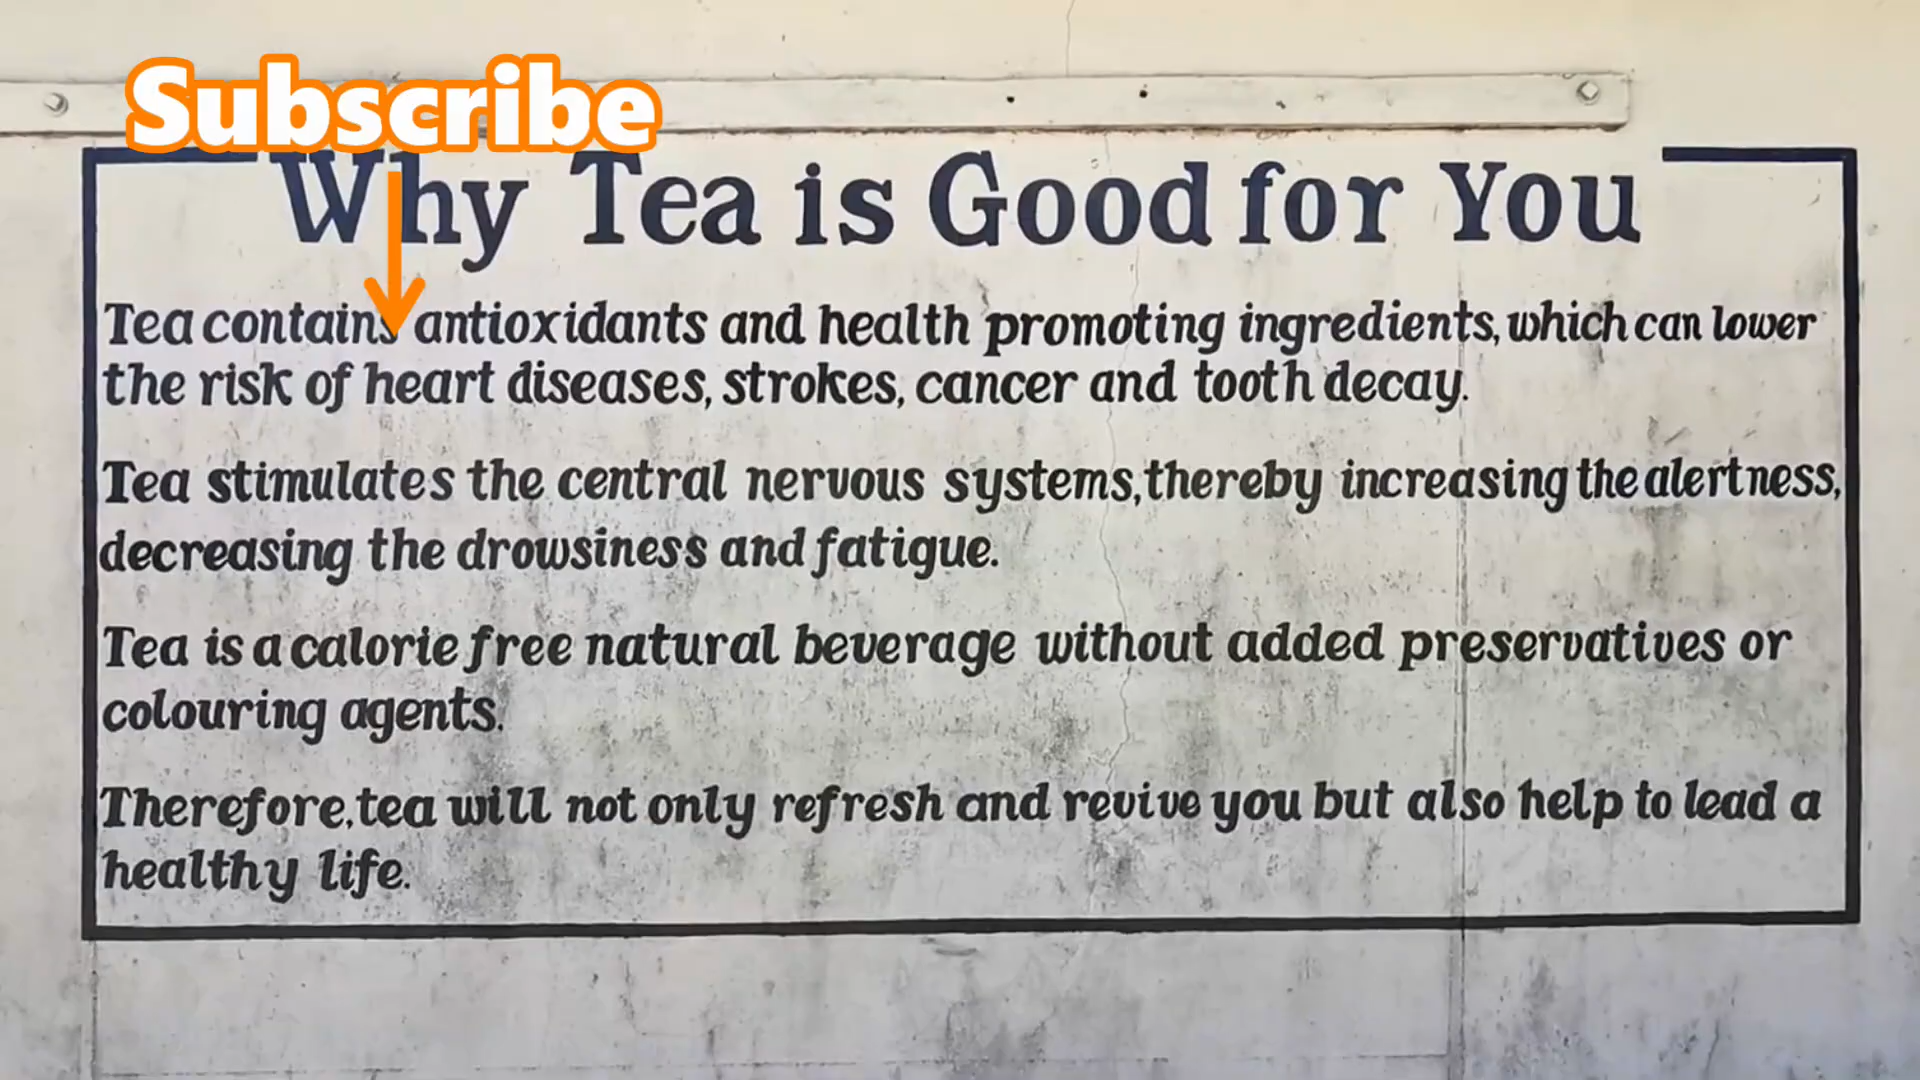 Subscribe
Why Tea is Good for You
Tea contains antioxidants and health promoting ingredients, which can lower
the risk of heart diseases, strokes, cancer and tooth decay.
Tea stimulates the central nervous systems, thereby increasing the alertness,
decreasing the drowsiness and fatigue.
Tea is a calorie free natural beverage without added preservatives or
colouring agents.
Therefore, tea will not only refresh and revive you but also help to lead a
healthy life.